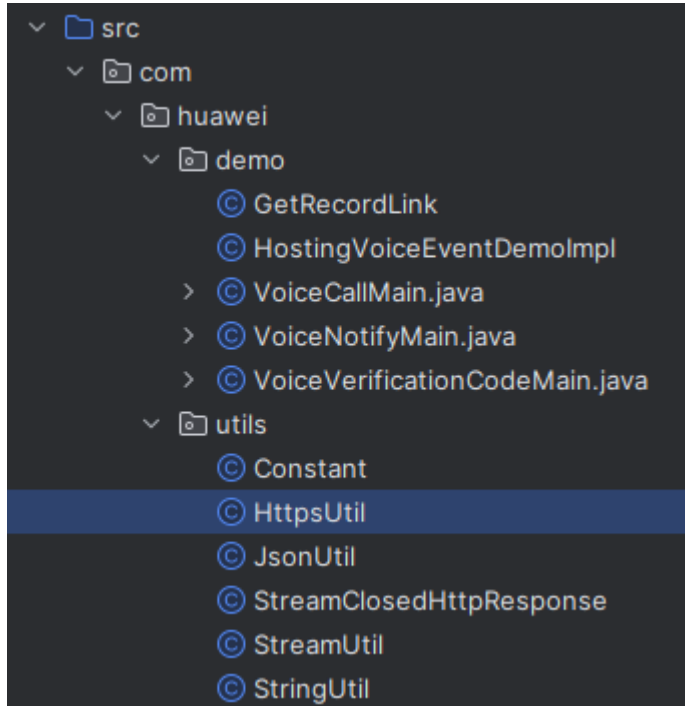 src
com
huawei
demo
GetRecordLink
HostingVoiceEventDemoImpl
VoiceCallMain.java
VoiceNotifyMain.java
VoiceVerificationCodeMain.java
utils
Constant
HttpsUtil
JsonUtil
StreamClosedHttpResponse
StreamUtil
StringUtil